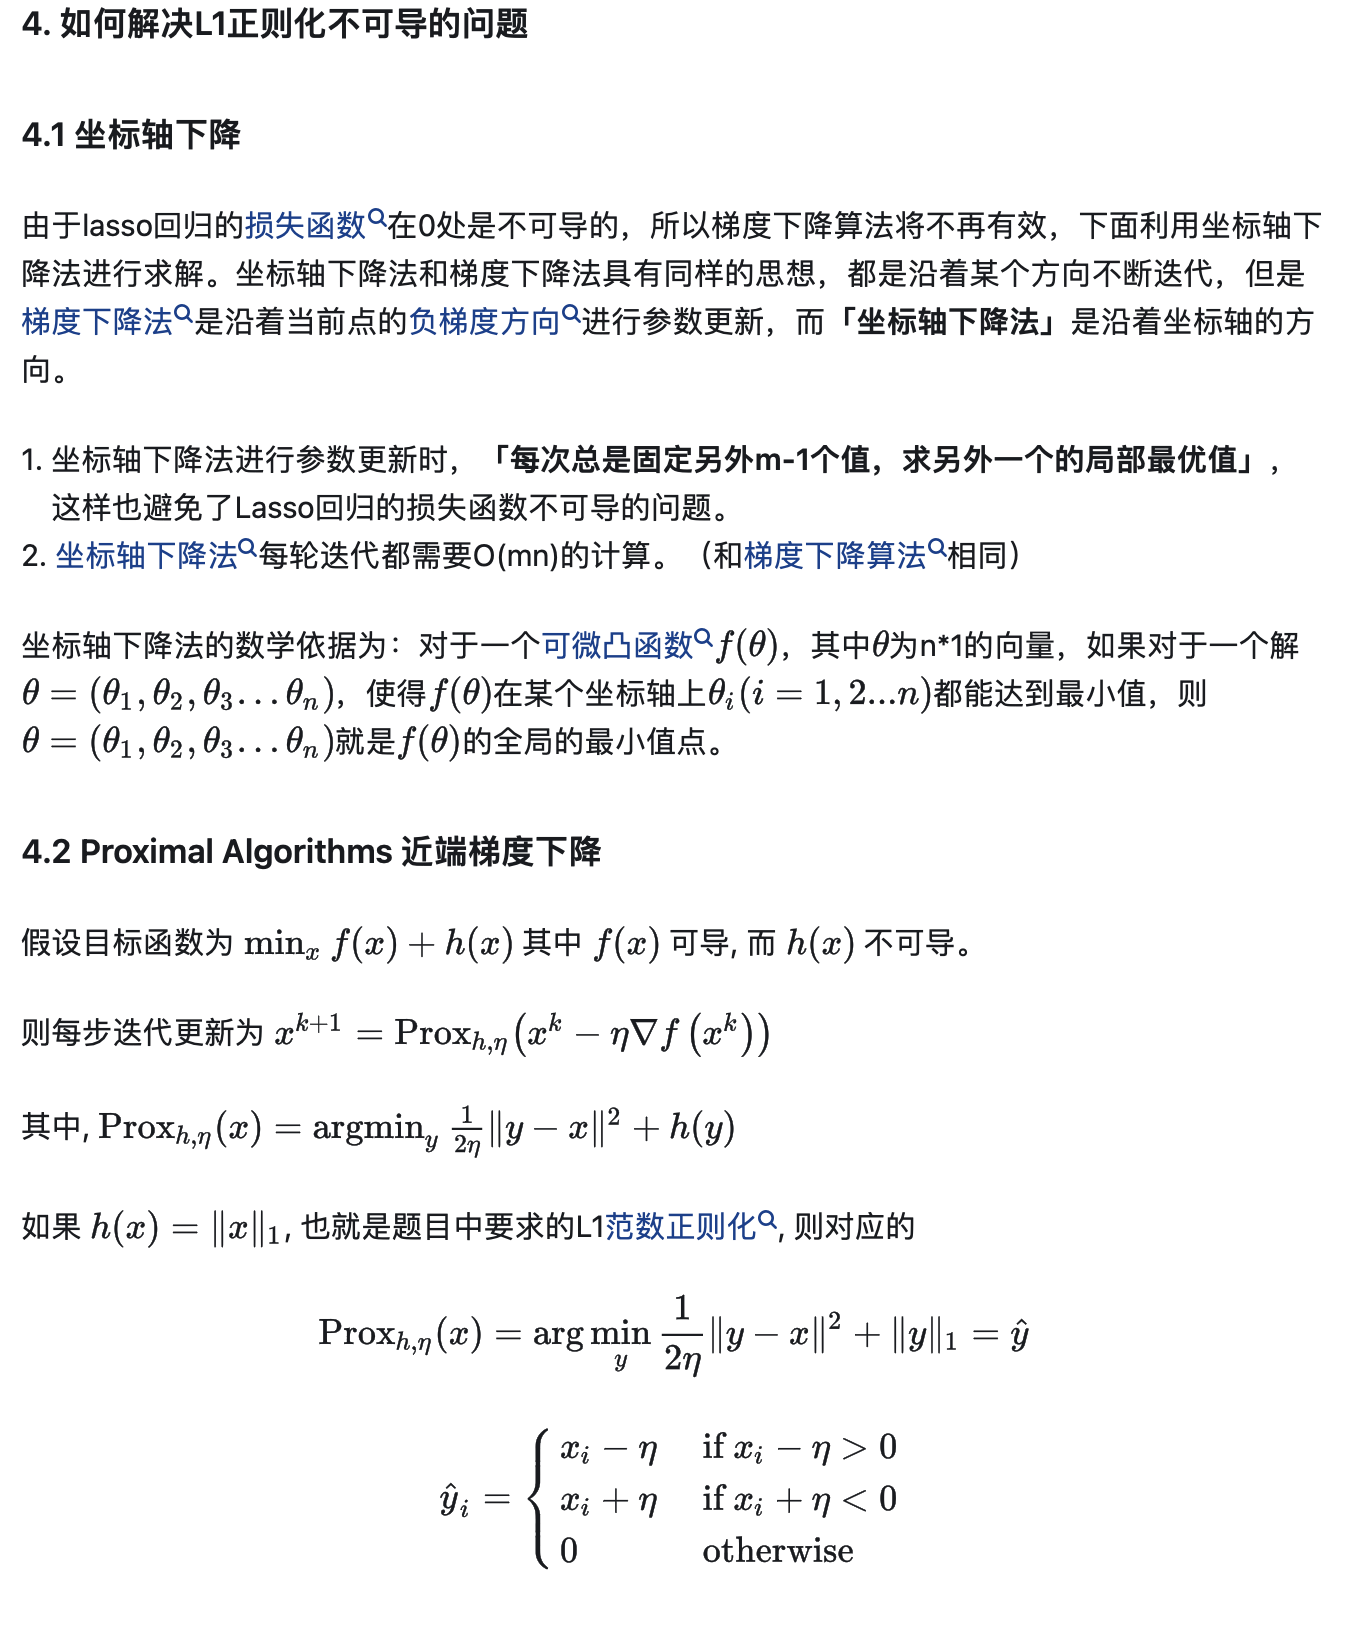 4. 如何解决L1正则化不可导的问题
4.1 坐标轴下降
由于lasso回归的损失函数在0处是不可导的，所以梯度下降算法将不再有效，下面利用坐标轴下
降法进行求解。坐标轴下降法和梯度下降法具有同样的思想，都是沿着某个方向不断迭代，但是
梯度下降法是沿着当前点的负梯度方向进行参数更新，而「坐标轴下降法」是沿着坐标轴的方
向。
1. 坐标轴下降法进行参数更新时，「每次总是固定另外m-1个值，求另外一个的局部最优值」，
这样也避免了Lasso回归的损失函数不可导的问题。
2. 坐标轴下降法每轮迭代都需要O(mn)的计算。（和梯度下降算法相同）
坐标轴下降法的数学依据为：对于一个可微凸函数 $f(\theta)$，其中$\theta$为n*1的向量，如果对于一个解
$\theta = (\theta_1, \theta_2, \theta_3 \ldots \theta_n)$，使得$f(\theta)$在某个坐标轴上$\theta_i (i = 1, 2 \ldots n)$都能达到最小值，则
$\theta = (\theta_1, \theta_2, \theta_3 \ldots \theta_n)$就是$f(\theta)$的全局的最小值点。
4.2 Proximal Algorithms 近端梯度下降
假设目标函数为 $\min_x f(x) + h(x)$ 其中 $f(x)$ 可导, 而 $h(x)$ 不可导。
则每步迭代更新为 $x^{k+1} = \mathrm{Prox}_{h,\eta}\left(x^k - \eta \nabla f\left(x^k\right)\right)$
其中, $\mathrm{Prox}_{h,\eta}(x) = \mathrm{argmin}_y \frac{1}{2\eta}\|y - x\|^2 + h(y)$
如果 $h(x) = \|x\|_1$, 也就是题目中要求的L1范数正则化, 则对应的
$\mathrm{Prox}_{h,\eta}(x) = \arg\min_y \frac{1}{2\eta}\|y - x\|^2 + \|y\|_1 = \hat{y}$
$\hat{y}_i = \begin{cases} x_i - \eta & \text{if } x_i - \eta > 0 \\ x_i + \eta & \text{if } x_i + \eta < 0 \\ 0 & \text{otherwise} \end{cases}$